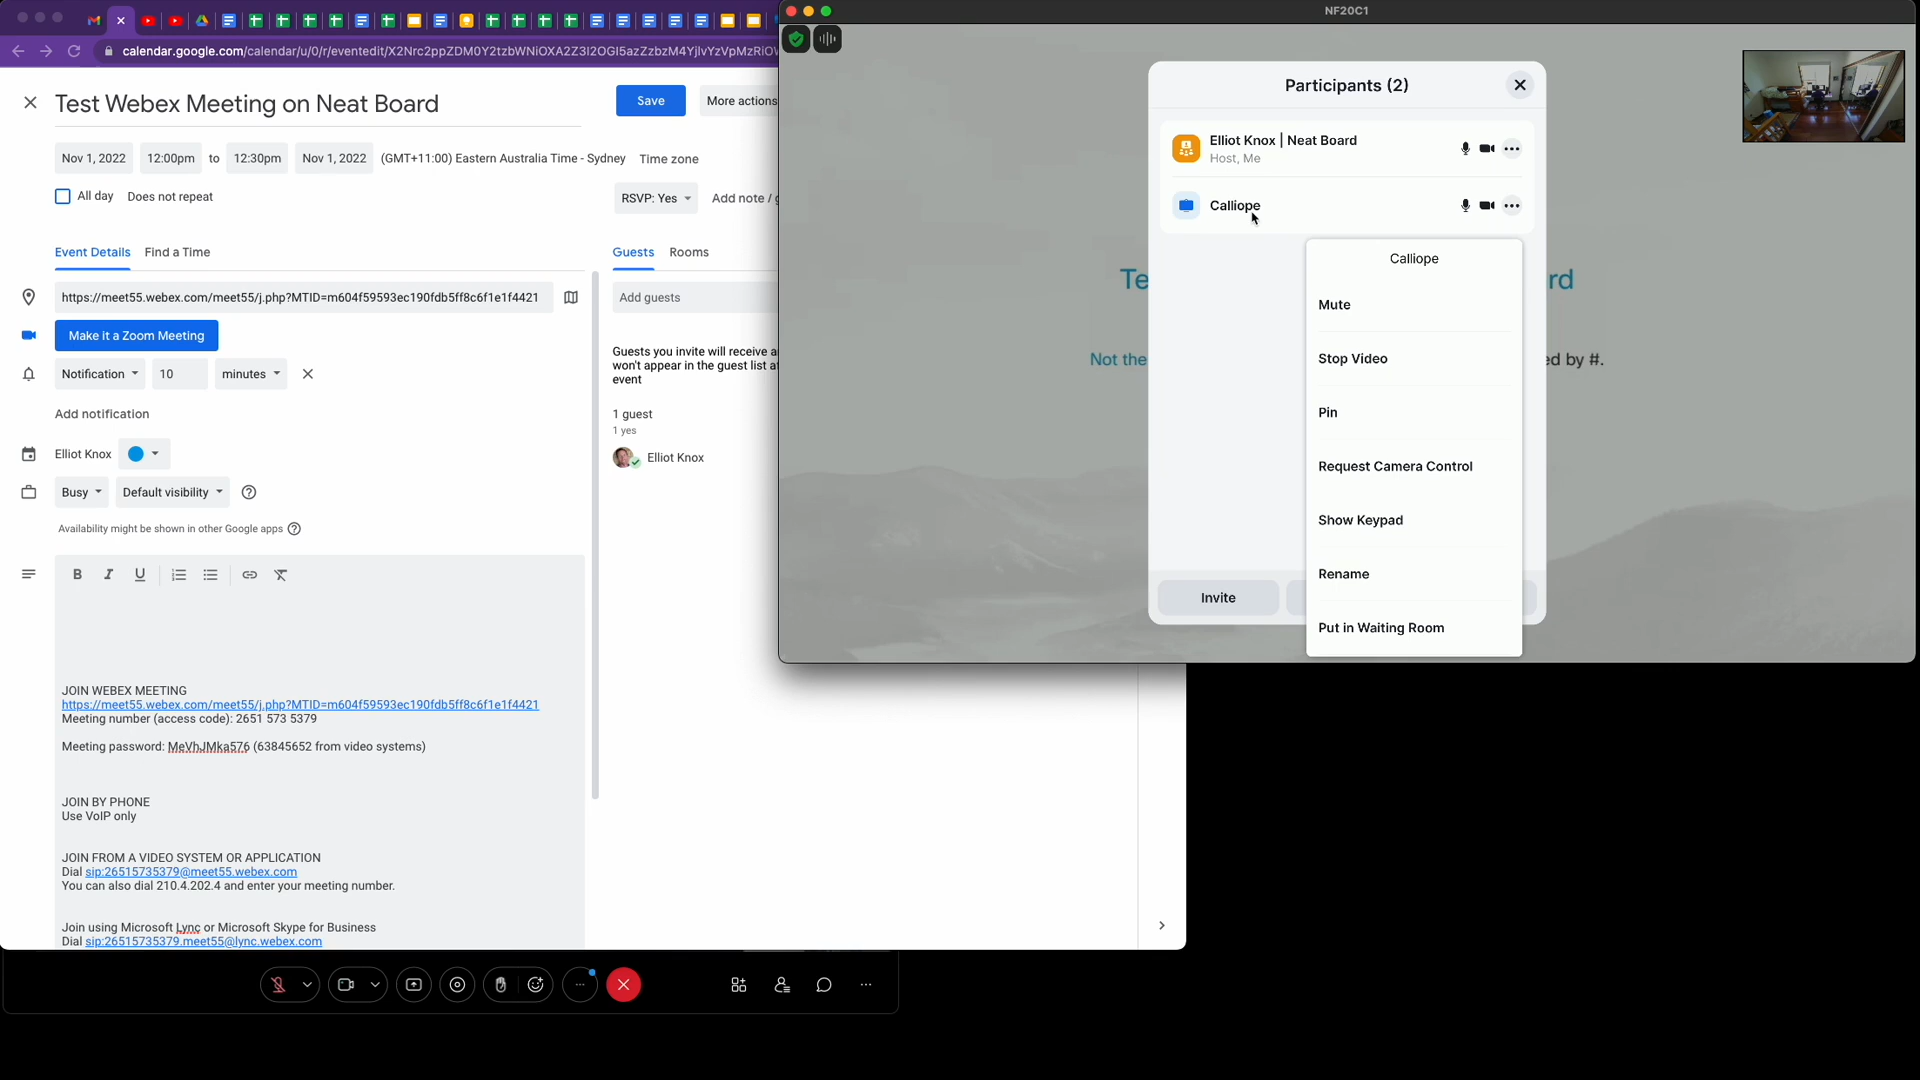 calendar.google.com/calendar/u/0/r/eventedit/
Test Webex Meeting on Neat Board
Save
More actions
Nov 1, 2022
12:00pm
to
12:30pm
Nov 1, 2022
(GMT+11:00) Eastern Australia Time - Sydney
Time zone
All day
Does not repeat
RSVP: Yes
Add note / g
Event Details
Find a Time
Guests
Rooms
https://meet55.webex.com/meet55/j.php?MTID=m604f59593ec190fdb5ff8c6f1e1f4421
Add guests
Make it a Zoom Meeting
Guests you invite will receive a
won't appear in the guest list a
event
Notification
10
minutes
Add notification
1 guest
1 yes
Elliot Knox
Elliot Knox
Busy
Default visibility
Availability might be shown in other Google apps
B I U
JOIN WEBEX MEETING
https://meet55.webex.com/meet55/j.php?MTID=m604f59593ec190fdb5ff8c6f1e1f4421
Meeting number (access code): 2651 573 5379
Meeting password: MeVhJMka576 (63845652 from video systems)
JOIN BY PHONE
Use VoIP only
JOIN FROM A VIDEO SYSTEM OR APPLICATION
Dial sip:26515735379@meet55.webex.com
You can also dial 210.4.202.4 and enter your meeting number.
Join using Microsoft Lync or Microsoft Skype for Business
Dial sip:26515735379.meet55@lync.webex.com
NF20C1
Participants (2)
Elliot Knox | Neat Board
Host, Me
Calliope
Te
rd
Not the
ed by #.
Calliope
Mute
Stop Video
Pin
Request Camera Control
Show Keypad
Rename
Put in Waiting Room
Invite